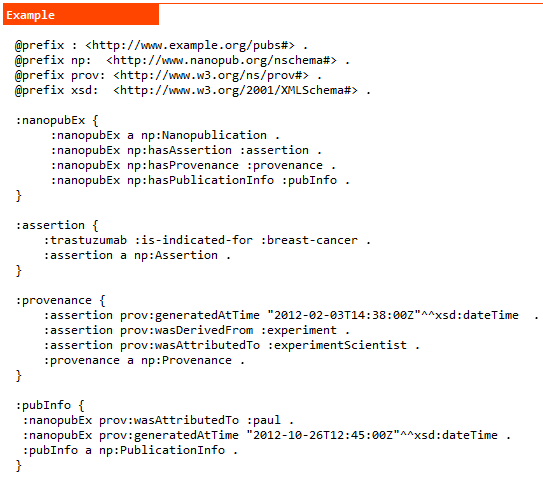 Example
@prefix : <http://www.example.org/pubs#> .
@prefix np:  <http://www.nanopub.org/nschema#> .
@prefix prov: <http://www.w3.org/ns/prov#> .
@prefix xsd:  <http://www.w3.org/2001/XMLSchema#> .

:nanopubEx {
     :nanopubEx a np:Nanopublication .
     :nanopubEx np:hasAssertion :assertion .
     :nanopubEx np:hasProvenance :provenance .
     :nanopubEx np:hasPublicationInfo :pubInfo .
}

:assertion {
    :trastuzumab :is-indicated-for :breast-cancer .
    :assertion a np:Assertion .
}

:provenance {
    :assertion prov:generatedAtTime "2012-02-03T14:38:00Z"^^xsd:dateTime  .
    :assertion prov:wasDerivedFrom :experiment .
    :assertion prov:wasAttributedTo :experimentScientist .
    :provenance a np:Provenance .
}

:pubInfo {
 :nanopubEx prov:wasAttributedTo :paul .
 :nanopubEx prov:generatedAtTime "2012-10-26T12:45:00Z"^^xsd:dateTime .
 :pubInfo a np:PublicationInfo .
}